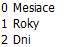 0 Mesiace
1 Roky
2 Dni